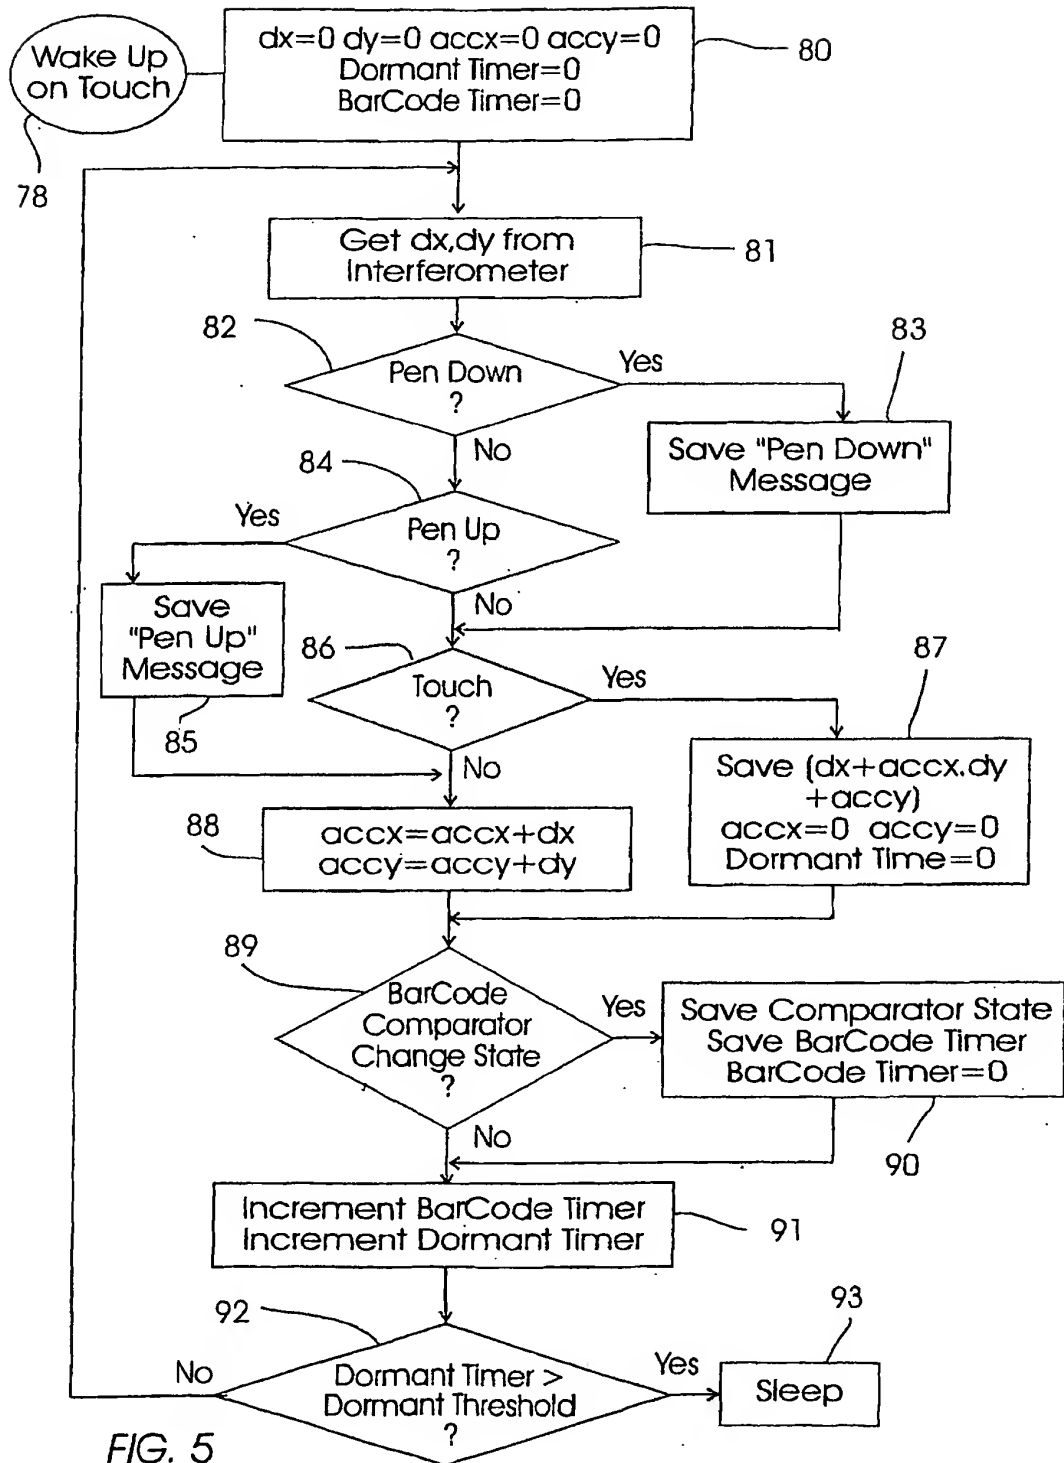 Wake Up
on Touch
78
dx=0 dy=0 accx=0 accy=0
Dormant Timer=0
BarCode Timer=0
80
Get dx,dy from
Interferometer
81
82
Pen Down
?
Yes
83
Save "Pen Down"
Message
No
84
Yes
Pen Up
?
Save
"Pen Up"
Message
85
No
86
Touch
?
Yes
87
Save (dx+accx.dy
+accy)
accx=0 accy=0
Dormant Time=0
No
88
accx=accx+dx
accy=accy+dy
89
BarCode
Comparator
Change State
?
Yes
Save Comparator State
Save BarCode Timer
BarCode Timer=0
90
No
Increment BarCode Timer
Increment Dormant Timer
91
92
No
Dormant Timer >
Dormant Threshold
?
Yes
93
Sleep
FIG. 5